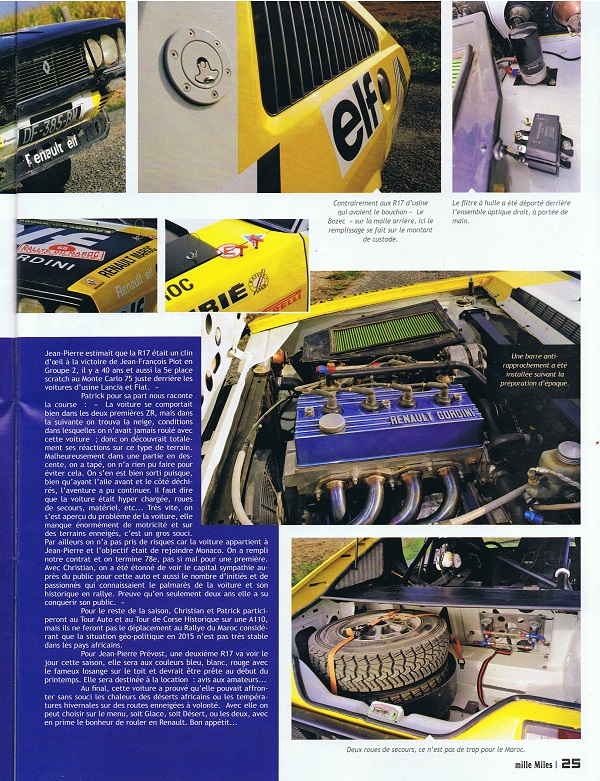 DF-385-RV
Renault elf
elf
Contrairement aux R17 d'usine
qui avaient le bouchon « Le
Bozec » sur la malle arrière, ici le
remplissage se fait sur le montant
de custode.
Le filtre à huile a été déporté derrière
l'ensemble optique droit, à portée de
main.
RALLYE DU MAROC
RENAULT MAROC
Renault elf
5
PIRELLI
Une barre anti-
rapprochement a été
installée suivant la
préparation d'époque.
RENAULT GORDINI
Jean-Pierre estimait que la R17 était un clin
d'œil à la victoire de Jean-François Piot en
Groupe 2, il y a 40 ans et aussi la 5e place
scratch au Monte Carlo 75 juste derrière les
voitures d'usine Lancia et Fiat. «
Patrick pour sa part nous raconte
la course : « La voiture se comportait
bien dans les deux premières ZR, mais dans
la suivante on trouva la neige, conditions
dans lesquelles on n'avait jamais roulé avec
cette voiture ; donc on découvrait totale-
ment ses réactions sur ce type de terrain.
Malheureusement dans une partie en des-
cente, on a tapé, on n'a rien pu faire pour
éviter cela. On s'en est bien sorti puisque,
bien qu'ayant l'aile avant et le côté déchi-
rés, l'aventure a pu continuer. Il faut dire
que la voiture était hyper chargée, roues
de secours, matériel, etc... Très vite, on
s'est aperçu du problème de la voiture, elle
manque énormément de motricité et sur
des terrains enneigés, c'est un gros souci.
Par ailleurs on n'a pas pris de risques car la voiture appartient à
Jean-Pierre et l'objectif était de rejoindre Monaco. On a rempli
notre contrat et on termine 78e, pas si mal pour une première.
Avec Christian, on a été étonné de voir le capital sympathie au-
près du public pour cette auto et aussi le nombre d'initiés et de
passionnés qui connaissaient le palmarès de la voiture et son
historique en rallye. Preuve qu'en seulement deux ans elle a su
conquérir son public. «
Pour le reste de la saison, Christian et Patrick partici-
peront au Tour Auto et au Tour de Corse Historique sur une A110,
mais ils ne feront pas le déplacement au Rallye du Maroc considé-
rant que la situation géo-politique en 2015 n'est pas très stable
dans les pays africains.
Pour Jean-Pierre Prévost, une deuxième R17 va voir le
jour cette saison, elle sera aux couleurs bleu, blanc, rouge avec
le fameux losange sur le toit et devrait être prête au début du
printemps. Elle sera destinée à la location : avis aux amateurs...
Au final, cette voiture a prouvé qu'elle pouvait affron-
ter sans souci les chaleurs des déserts africains ou les tempéra-
tures hivernales sur des routes enneigées à volonté. Avec elle on
peut choisir sur le menu, soit Glace, soit Désert, ou les deux, avec
en prime le bonheur de rouler en Renault. Bon appétit...
Deux roues de secours, ce n'est pas de trop pour le Maroc.
mille Miles | 25